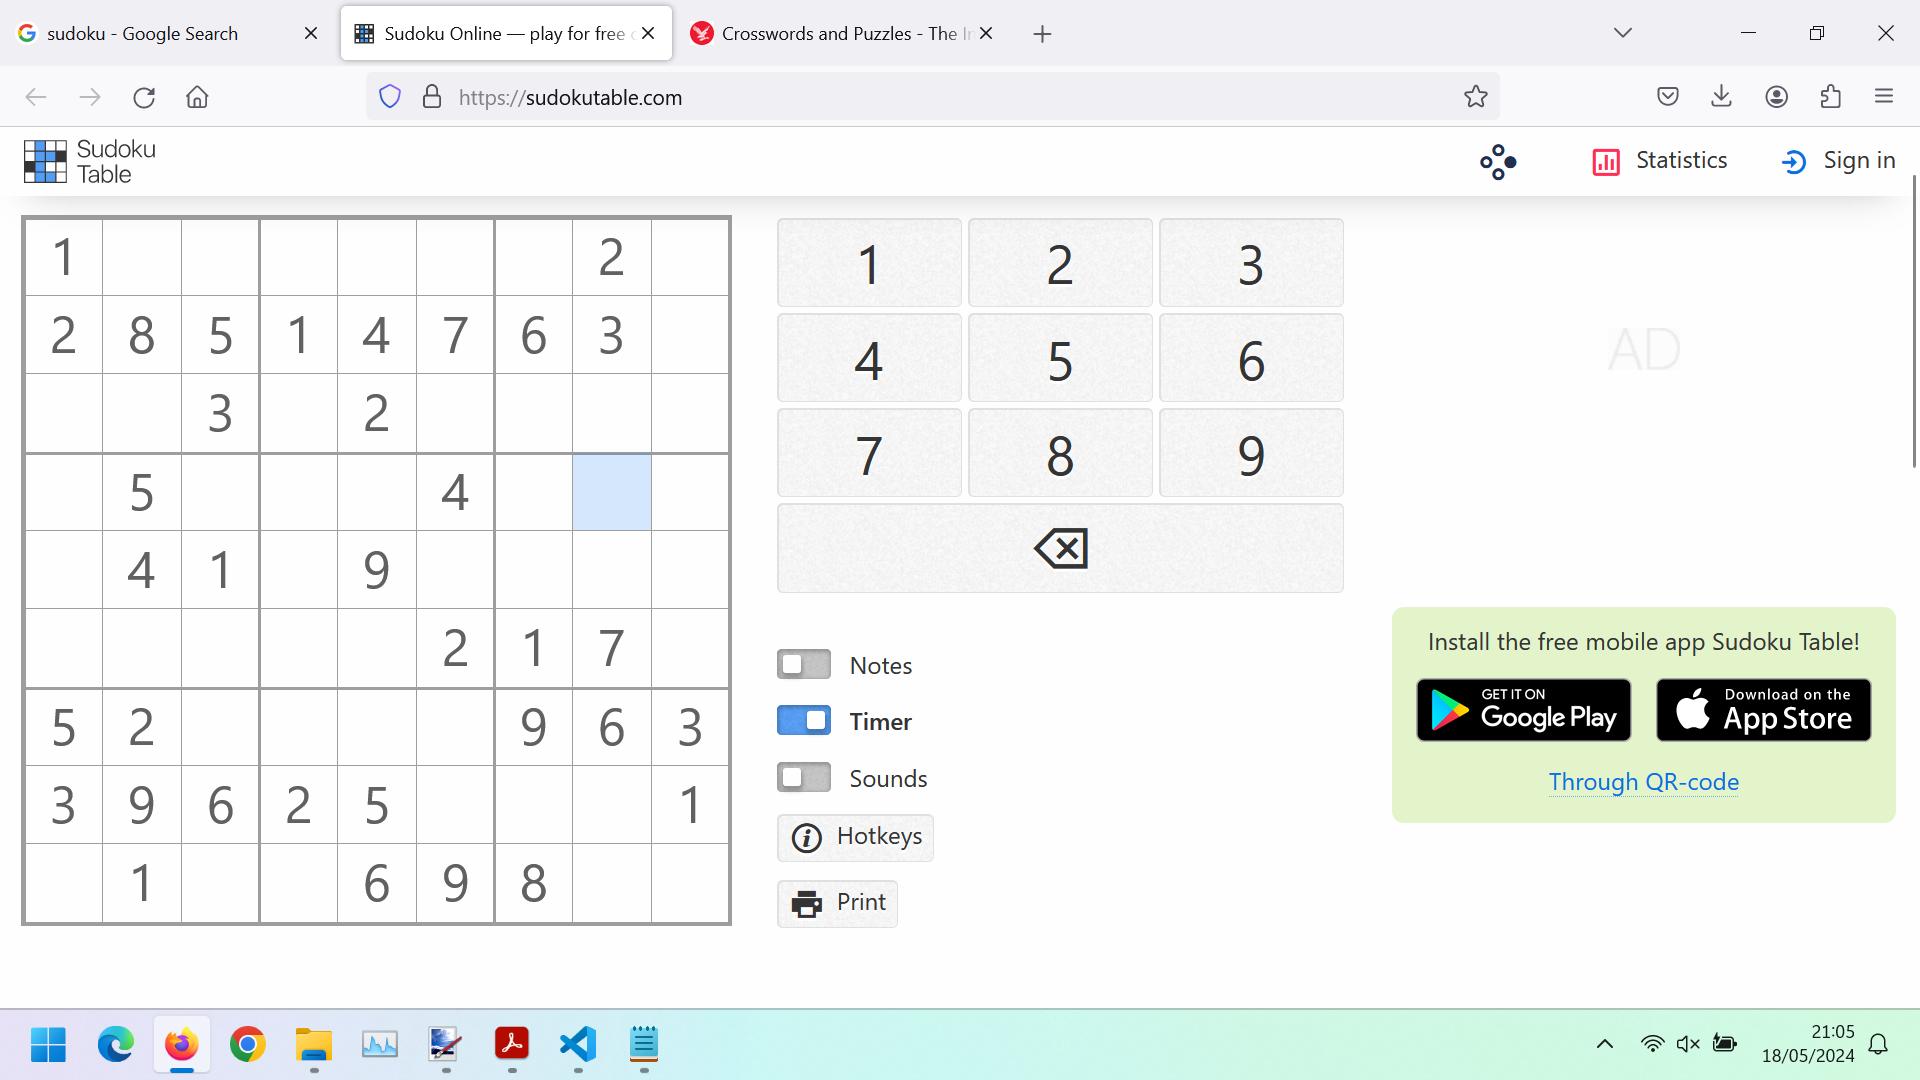 sudoku - Google Search
Sudoku Online — play for free
Crosswords and Puzzles - The In
https://sudokutable.com
Sudoku
Table
Statistics
Sign in
1 2
2 8 5 1 4 7 6 3
3 2
5 4
4 1 9
2 1 7
5 2 9 6 3
3 9 6 2 5 1
1 6 9 8
1 2 3
4 5 6
7 8 9
Notes
Timer
Sounds
Hotkeys
Print
AD
Install the free mobile app Sudoku Table!
GET IT ON
Google Play
Download on the
App Store
Through QR-code
21:05
18/05/2024